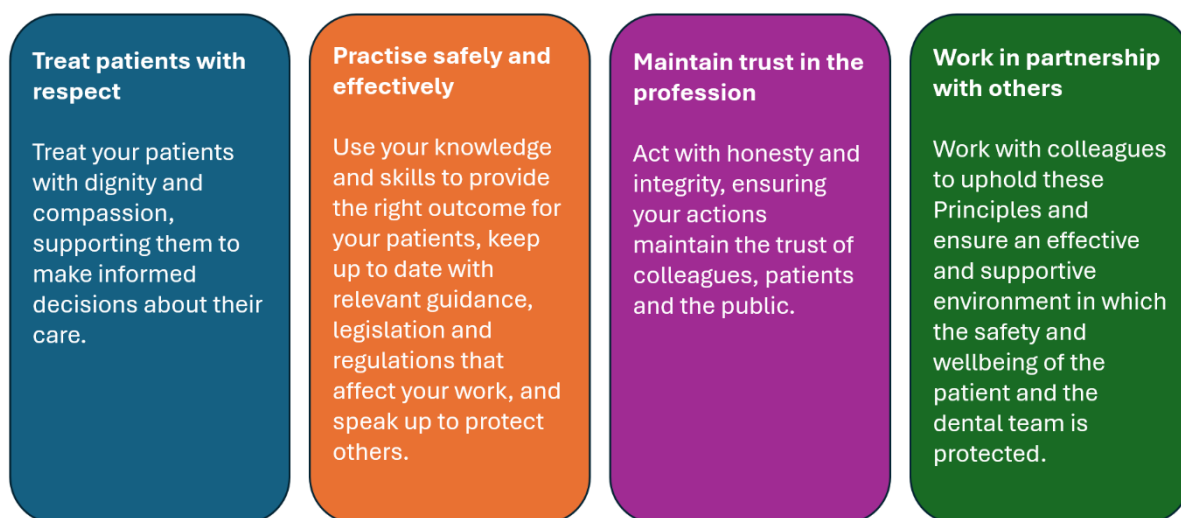 Treat patients with
respect
Treat your patients
with dignity and
compassion,
supporting them to
make informed
decisions about their
care.
Practise safely and
effectively
Use your knowledge
and skills to provide
the right outcome for
your patients, keep
up to date with
relevant guidance,
legislation and
regulations that
affect your work, and
speak up to protect
others.
Maintain trust in the
profession
Act with honesty and
integrity, ensuring
your actions
maintain the trust of
colleagues, patients
and the public.
Work in partnership
with others
Work with colleagues
to uphold these
Principles and
ensure an effective
and supportive
environment in which
the safety and
wellbeing of the
patient and the
dental team is
protected.